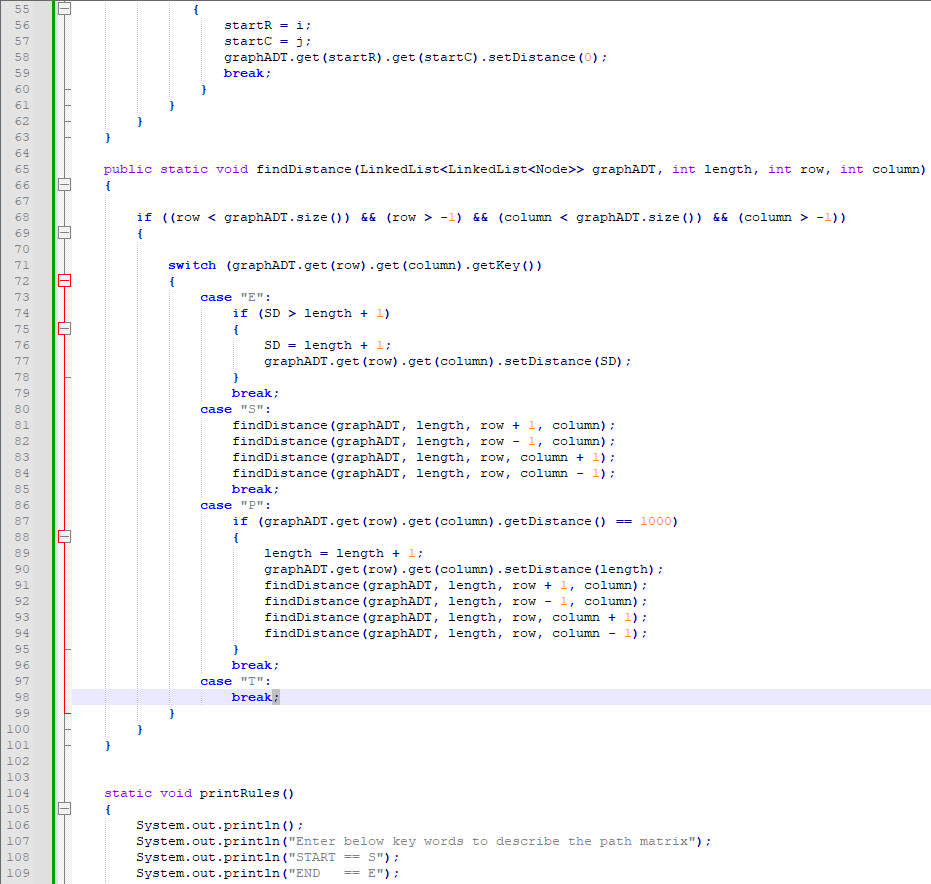 55                     {
56                         startR = i;
57                         startC = j;
58                         graphADT.get(startR).get(startC).setDistance(0);
59                         break;
60                     }
61                 }
62             }
63         }
64
65         public static void findDistance(LinkedList<LinkedList<Node>> graphADT, int length, int row, int column)
66         {
67
68             if ((row < graphADT.size()) && (row > -1) && (column < graphADT.size()) && (column > -1))
69             {
70
71                 switch (graphADT.get(row).get(column).getKey())
72                 {
73                     case "E":
74                         if (SD > length + 1)
75                         {
76                             SD = length + 1;
77                             graphADT.get(row).get(column).setDistance(SD);
78                         }
79                         break;
80                     case "S":
81                         findDistance(graphADT, length, row + 1, column);
82                         findDistance(graphADT, length, row - 1, column);
83                         findDistance(graphADT, length, row, column + 1);
84                         findDistance(graphADT, length, row, column - 1);
85                         break;
86                     case "P":
87                         if (graphADT.get(row).get(column).getDistance() == 1000)
88                         {
89                             length = length + 1;
90                             graphADT.get(row).get(column).setDistance(length);
91                             findDistance(graphADT, length, row + 1, column);
92                             findDistance(graphADT, length, row - 1, column);
93                             findDistance(graphADT, length, row, column + 1);
94                             findDistance(graphADT, length, row, column - 1);
95                         }
96                         break;
97                     case "T":
98                         break;
99                 }
100            }
101        }
102
103
104        static void printRules()
105        {
106            System.out.println();
107            System.out.println("Enter below key words to describe the path matrix");
108            System.out.println("START == S");
109            System.out.println("END   == E");